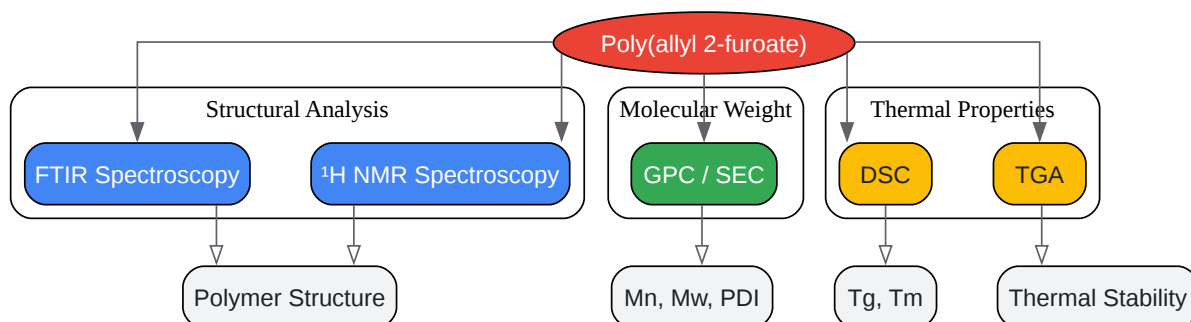 Poly(allyl 2-furoate)
Structural Analysis
Molecular Weight
Thermal Properties
FTIR Spectroscopy
¹H NMR Spectroscopy
GPC / SEC
DSC
TGA
Polymer Structure
Mn, Mw, PDI
Tg, Tm
Thermal Stability